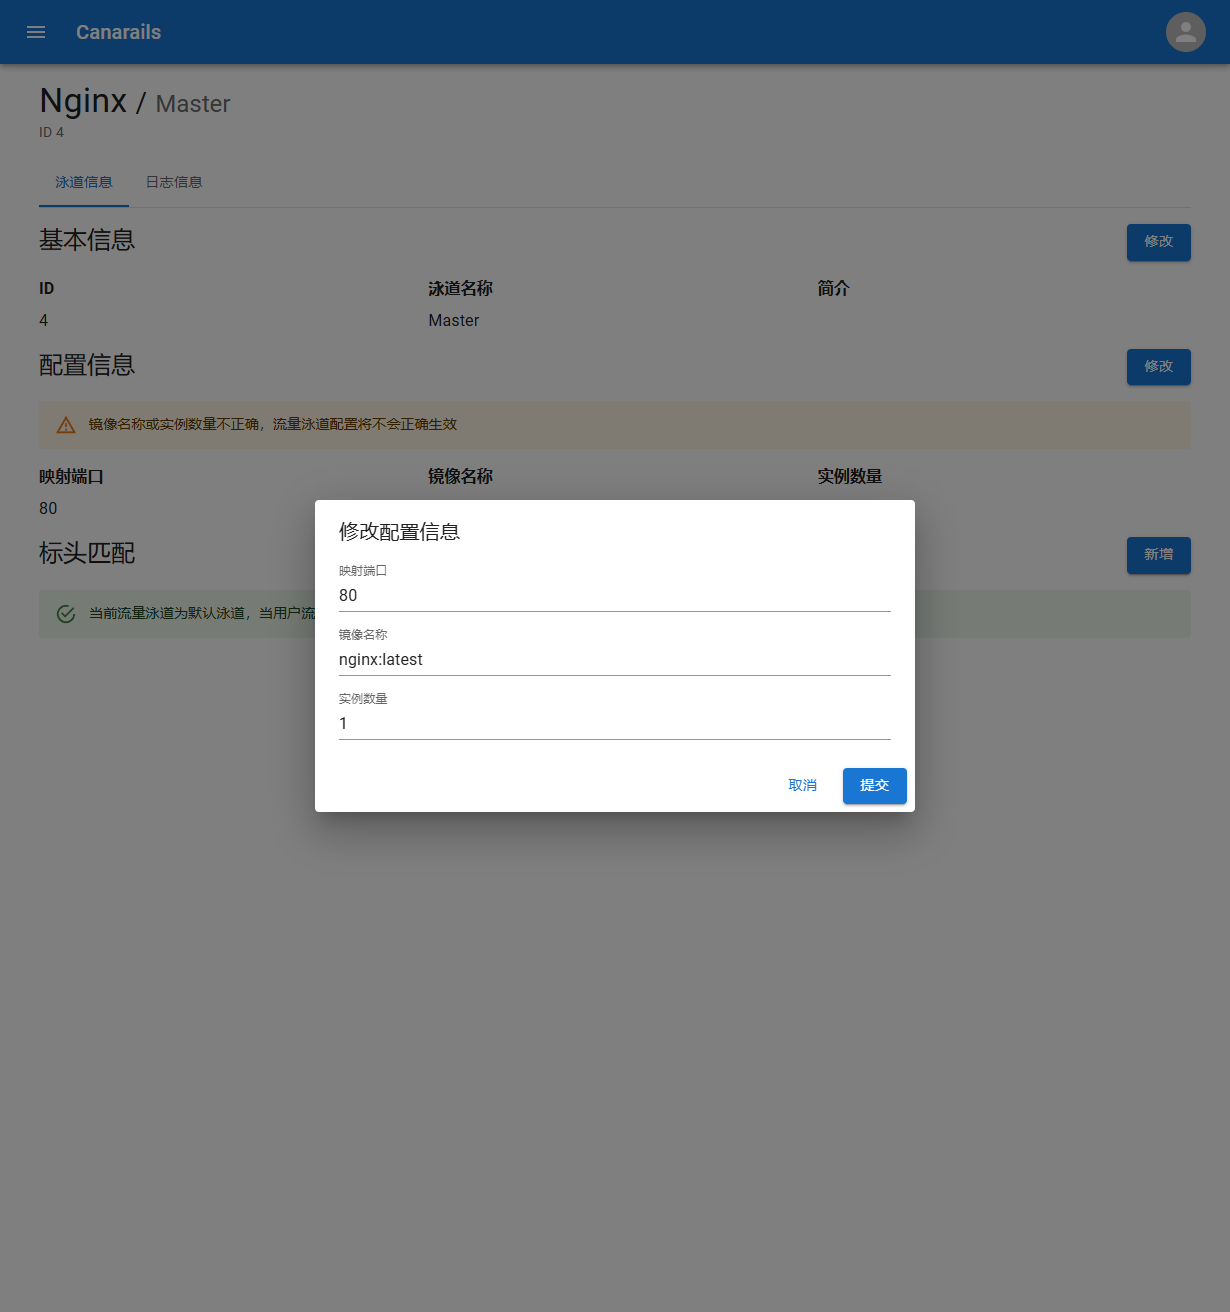 Canarails
Nginx / Master
ID 4
泳道信息 日志信息
基本信息 修改
ID 泳道名称 简介
4 Master
配置信息 修改
镜像名称或实例数量不正确，流量泳道配置将不会正确生效
映射端口 镜像名称 实例数量
80
标头匹配 新增
当前流量泳道为默认泳道，当用户流
修改配置信息
映射端口
80
镜像名称
nginx:latest
实例数量
1
取消 提交